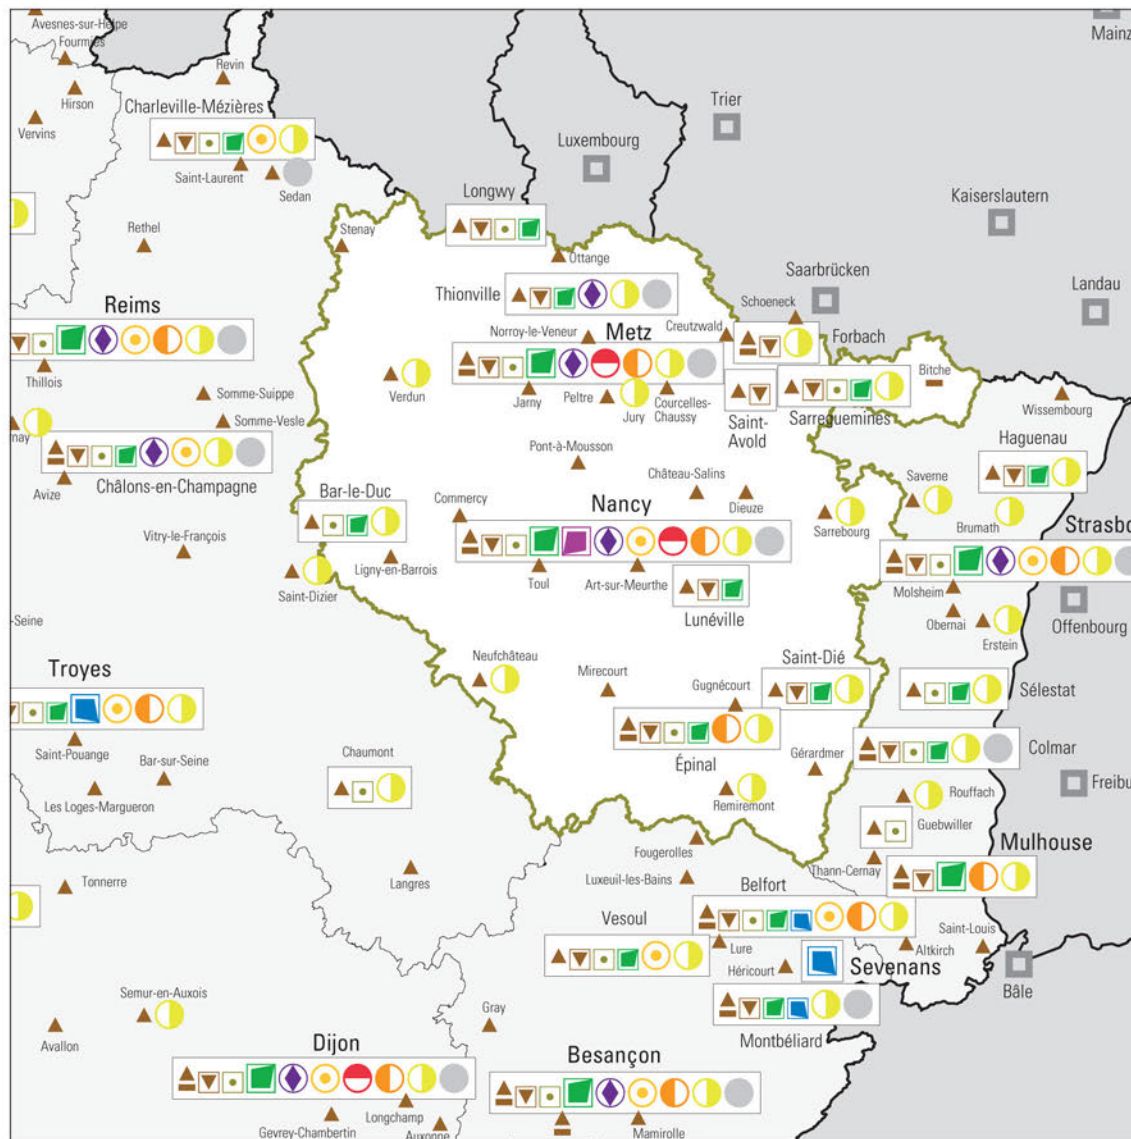 Avesnes-sur-Helpe
Fourmies
Mainz
Revin
Hirson
Trier
Charleville-Mézières
Vervins
Luxembourg
Saint-Laurent
Sedan
Longwy
Kaiserslautern
Rethel
Stenay
Ottange
Saarbrücken
Landau
Thionville
Schoeneck
Reims
Norroy-le-Veneur
Metz
Creutzwald
Forbach
Thillois
Bitche
Somme-Suippe
Verdun
Jarny
Peltre
Jury
Courcelles-
Chaussy
Saint-
Avold
Sarreguemines
Wissembourg
nay
Somme-Vesle
Haguenau
Pont-à-Mousson
Avize
Châlons-en-Champagne
Château-Salins
Saverne
Bar-le-Duc
Commercy
Nancy
Dieuze
Sarrebourg
Brumath
Strasbo
Vitry-le-François
Ligny-en-Barrois
Toul
Art-sur-Meurthe
Molsheim
Saint-Dizier
Offenbourg
Lunéville
Obernai
Erstein
-Seine
Troyes
Neufchâteau
Mirecourt
Saint-Dié
Gugnécourt
Sélestat
Saint-Pouange
Bar-sur-Seine
Chaumont
Épinal
Gérardmer
Colmar
Les Loges-Margueron
Remiremont
Rouffach
Freibu
Guebwiller
Fougerolles
Mulhouse
Thann-Cernay
Tonnerre
Langres
Luxeuil-les-Bains
Belfort
Vesoul
Saint-Louis
Lure
Altkirch
Héricourt
Sevenans
Bâle
Semur-en-Auxois
Gray
Avallon
Montbéliard
Dijon
Besançon
Longchamp
Gevrey-Chambertin
Auxonne
Mamirolle